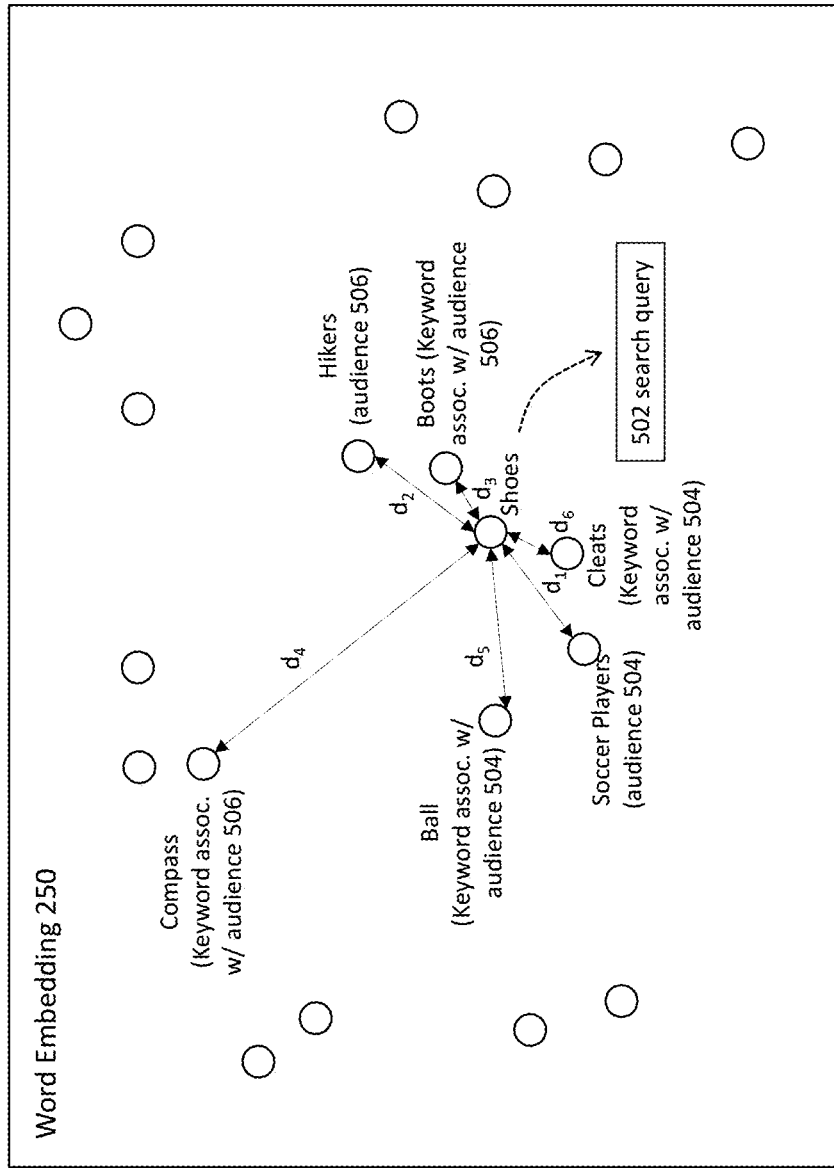 Word Embedding 250
Compass
(Keyword assoc.
w/ audience 506)
d4
Hikers
(audience 506)
d2
Boots (Keyword
assoc. w/ audience
506)
d3
Shoes
Ball
(Keyword assoc. w/
audience 504)
d5
d1
d6
Cleats
(Keyword
assoc. w/
audience 504)
Soccer Players
(audience 504)
502 search query